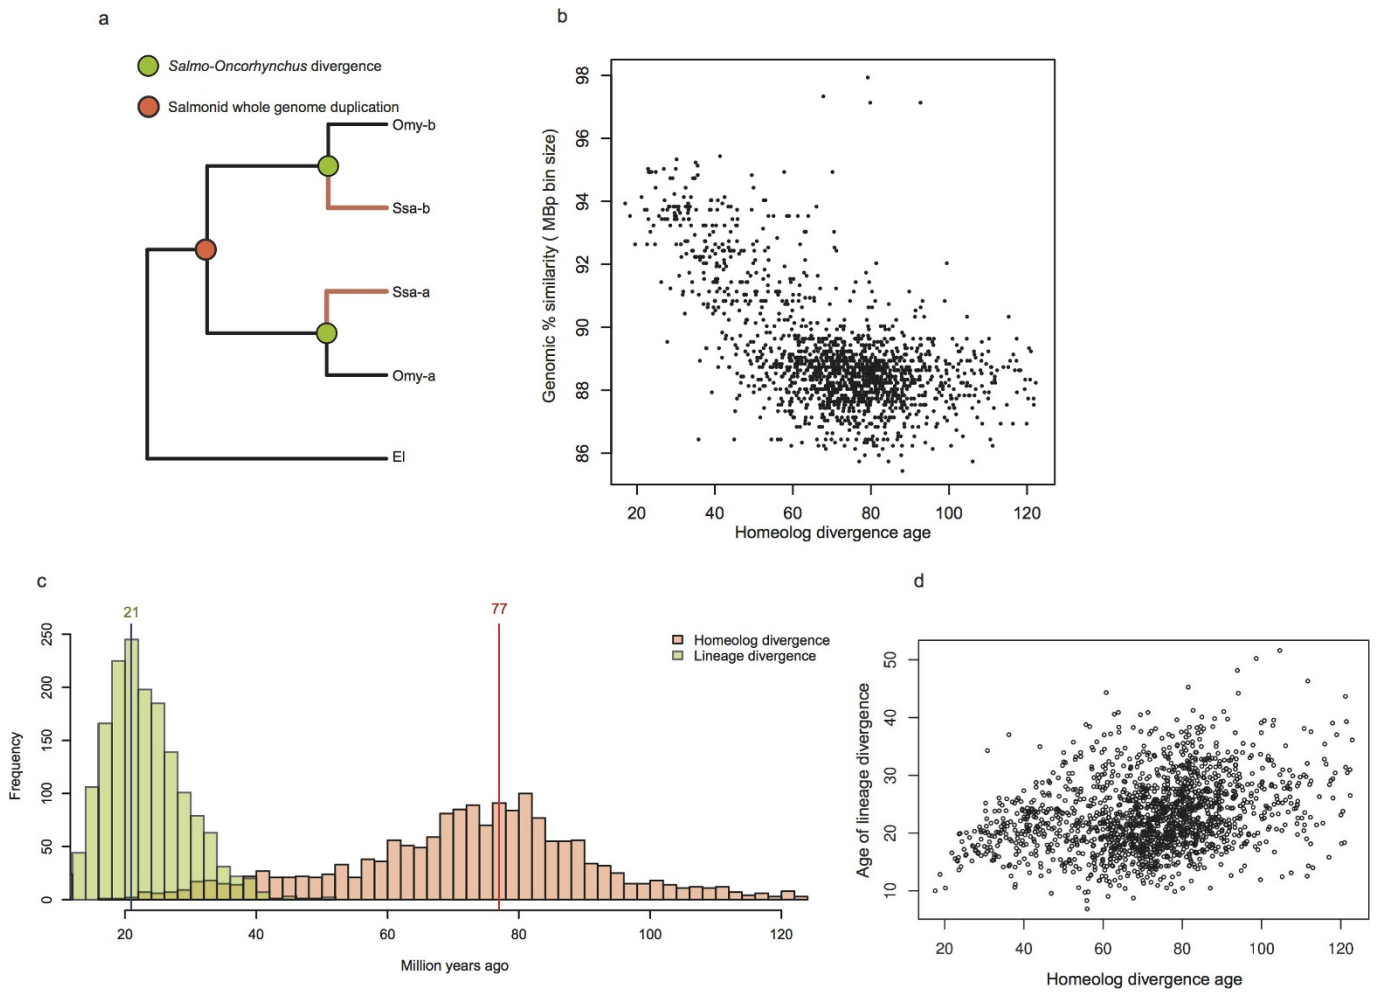 a
Salmo-Oncorhynchus divergence
Salmonid whole genome duplication
Omy-b
Ssa-b
Ssa-a
Omy-a
El
b
Genomic % similarity ( MBp bin size)
98
96
94
92
90
88
86
20 40 60 80 100 120
Homeolog divergence age
c
21
77
Homeolog divergence
Lineage divergence
Frequency
250
200
150
100
50
0
20 40 60 80 100 120
Million years ago
d
Age of lineage divergence
50
40
30
20
10
20 40 60 80 100 120
Homeolog divergence age